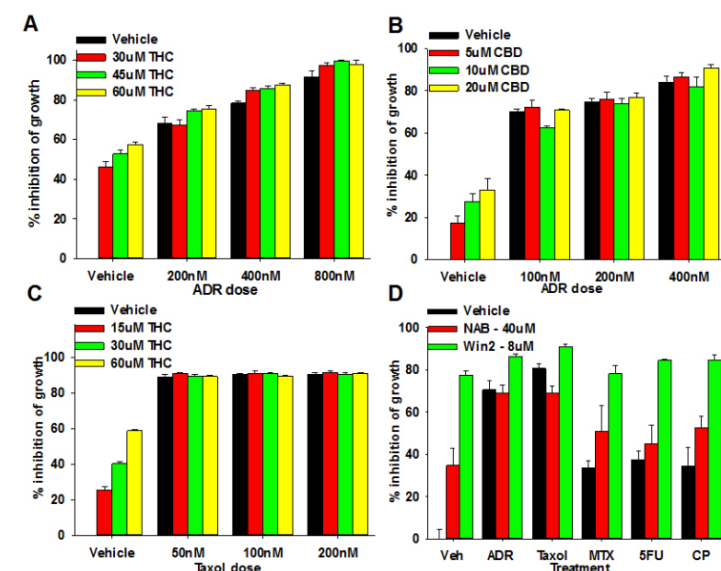 A
Vehicle
30uM THC
45uM THC
60uM THC
% inhibition of growth
100
80
60
40
20
0
Vehicle
200nM
400nM
800nM
ADR dose
B
Vehicle
5uM CBD
10uM CBD
20uM CBD
% inhibition of growth
100
80
60
40
20
0
Vehicle
100nM
200nM
400nM
ADR dose
C
Vehicle
15uM THC
30uM THC
60uM THC
% inhibition of growth
100
80
60
40
20
0
Vehicle
50nM
100nM
200nM
Taxol dose
D
Vehicle
NAB - 40uM
Win2 - 8uM
% inhibition of growth
100
80
60
40
20
0
Veh
ADR
Taxol
MTX
5FU
CP
Treatment